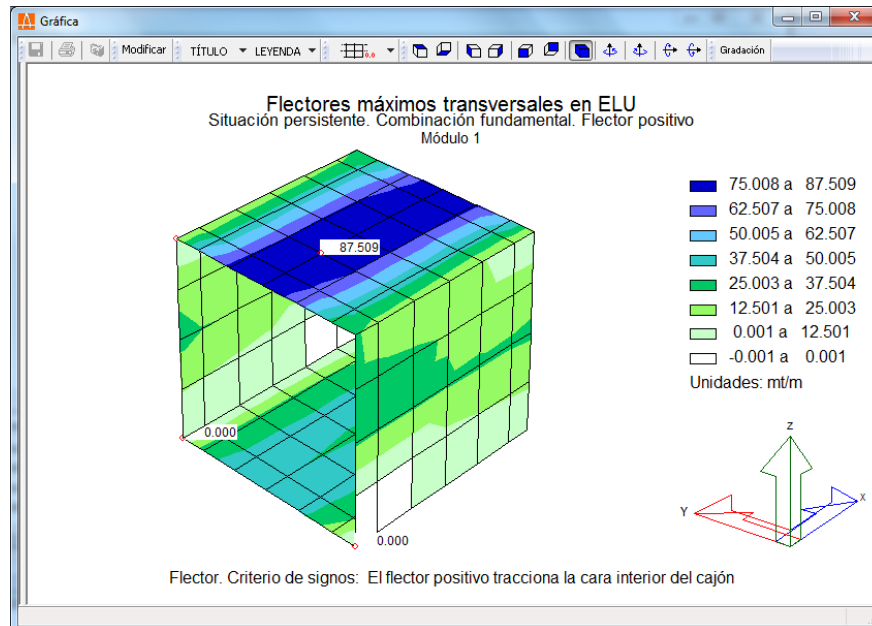 Gráfica
Modificar TÍTULO LEYENDA 0.0 Gradación
Flectores máximos transversales en ELU
Situación persistente. Combinación fundamental. Flector positivo
Módulo 1
87.509
0.000
0.000
75.008 a 87.509
62.507 a 75.008
50.005 a 62.507
37.504 a 50.005
25.003 a 37.504
12.501 a 25.003
0.001 a 12.501
-0.001 a 0.001
Unidades: mt/m
Z
Y
X
Flector. Criterio de signos: El flector positivo tracciona la cara interior del cajón